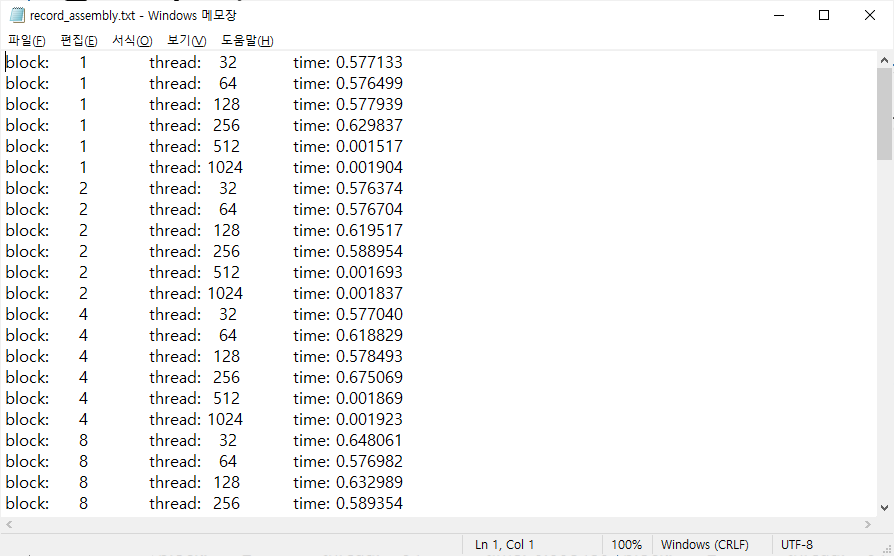 record_assembly.txt - Windows 메모장
파일(F) 편집(E) 서식(O) 보기(V) 도움말(H)
block: 1 thread: 32 time: 0.577133
block: 1 thread: 64 time: 0.576499
block: 1 thread: 128 time: 0.577939
block: 1 thread: 256 time: 0.629837
block: 1 thread: 512 time: 0.001517
block: 1 thread: 1024 time: 0.001904
block: 2 thread: 32 time: 0.576374
block: 2 thread: 64 time: 0.576704
block: 2 thread: 128 time: 0.619517
block: 2 thread: 256 time: 0.588954
block: 2 thread: 512 time: 0.001693
block: 2 thread: 1024 time: 0.001837
block: 4 thread: 32 time: 0.577040
block: 4 thread: 64 time: 0.618829
block: 4 thread: 128 time: 0.578493
block: 4 thread: 256 time: 0.675069
block: 4 thread: 512 time: 0.001869
block: 4 thread: 1024 time: 0.001923
block: 8 thread: 32 time: 0.648061
block: 8 thread: 64 time: 0.576982
block: 8 thread: 128 time: 0.632989
block: 8 thread: 256 time: 0.589354
Ln 1, Col 1 100% Windows (CRLF) UTF-8